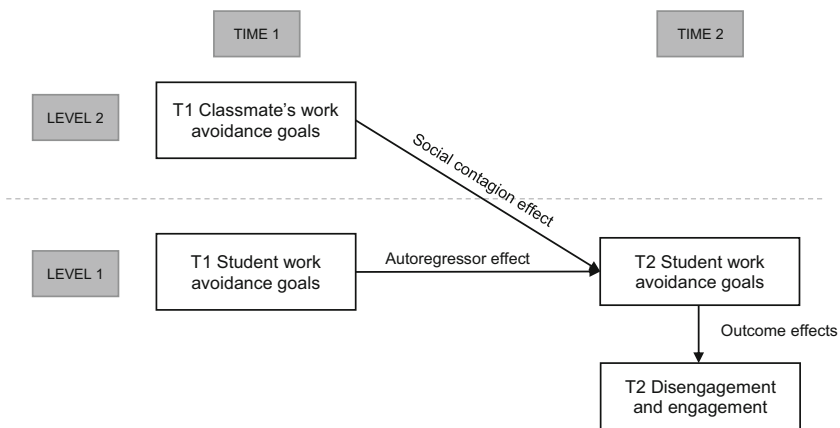 TIME 1
TIME 2
LEVEL 2
T1 Classmate's work
avoidance goals
Social contagion effect
LEVEL 1
T1 Student work
avoidance goals
Autoregressor effect
T2 Student work
avoidance goals
Outcome effects
T2 Disengagement
and engagement